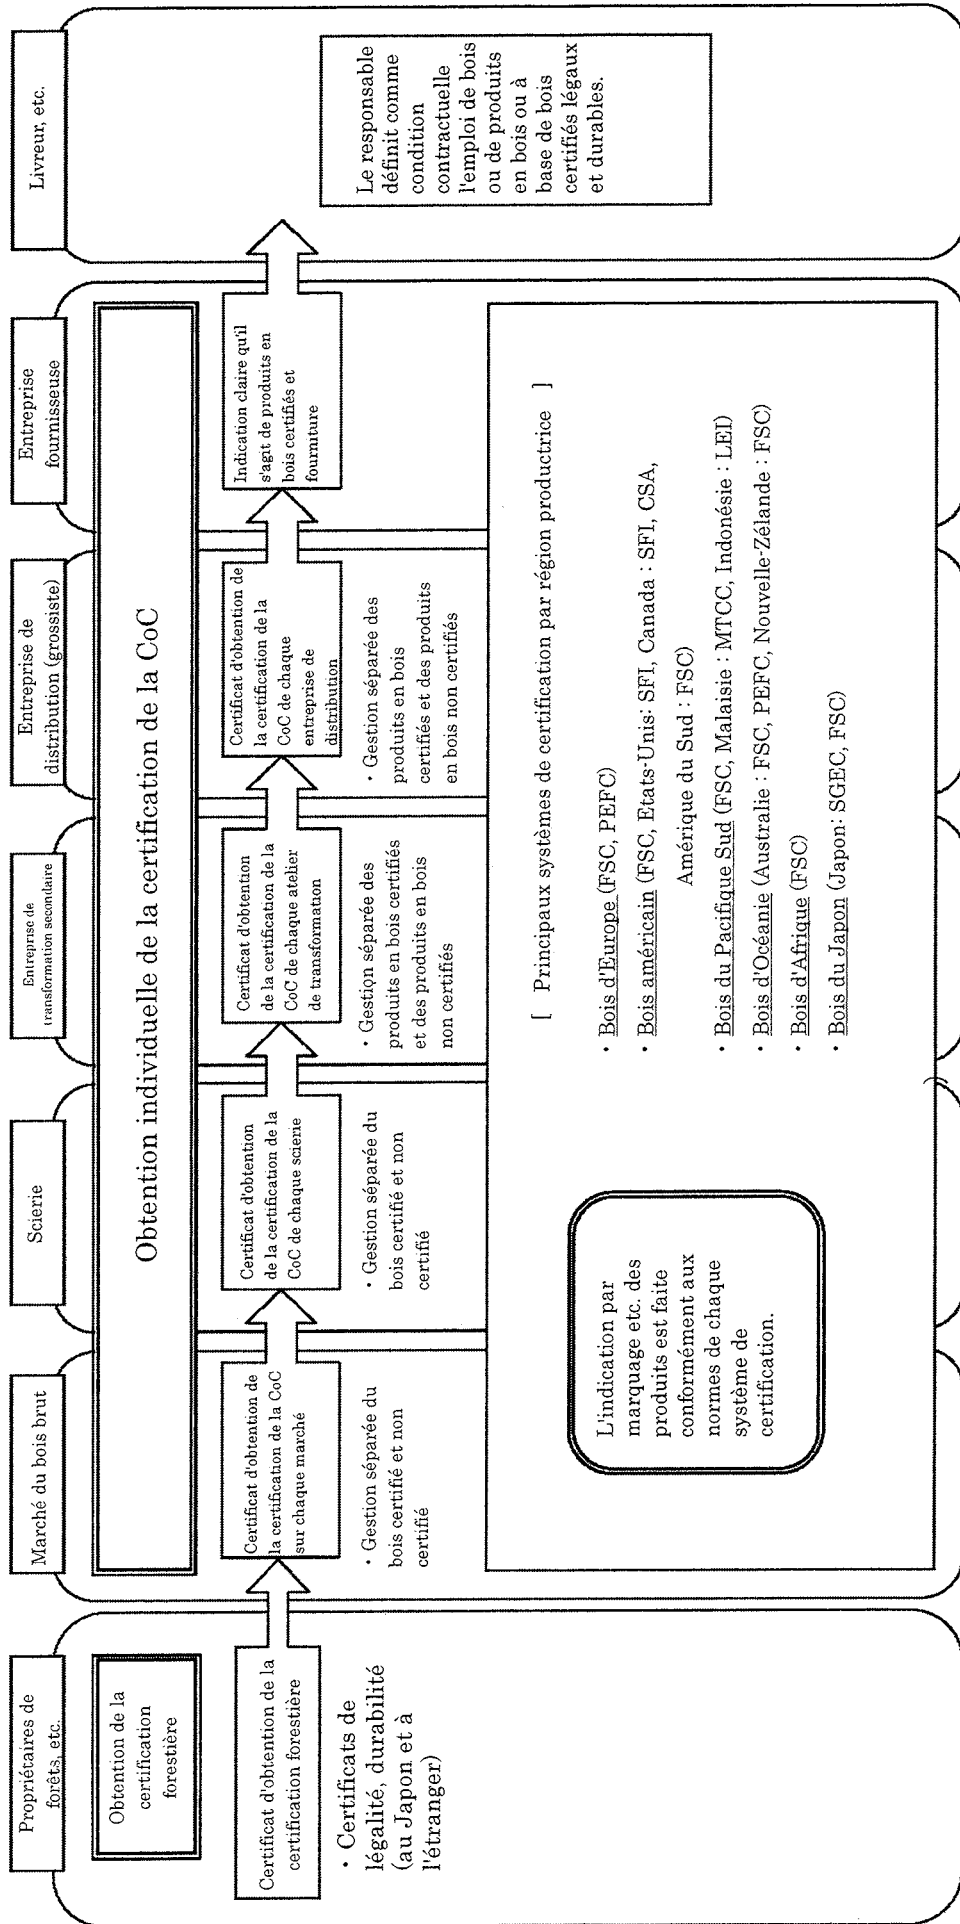 Propriétaires de
forêts, etc.
Obtention de la
certification
forestière
Certificat d'obtention de la
certification forestière
・Certificats de
légalité, durabilité
(au Japon et à
l'étranger)
Marché du bois brut
Scierie
Entreprise de
transformation secondaire
Entreprise de
distribution (grossiste)
Entreprise
fournisseuse
Livreur, etc.
Obtention individuelle de la certification de la CoC
Certificat d'obtention de
la certification de la CoC
sur chaque marché
・Gestion séparée du
bois certifié et non
certifié
Certificat d'obtention
de la certification de la
CoC de chaque scierie
・Gestion séparée du
bois certifié et non
certifié
Certificat d'obtention
de la certification de la
CoC de chaque atelier
de transformation
・Gestion séparée des
produits en bois certifiés
et des produits en bois
non certifiés
Certificat d'obtention de
la certification de la
CoC de chaque
entreprise de
distribution
・Gestion séparée des
produits en bois
certifiés et des produits
en bois non certifiés
Indication claire qu'il
s'agit de produits en
bois certifiés et
fourniture
Le responsable
définit comme
condition
contractuelle
l'emploi de bois
ou de produits
en bois ou à
base de bois
certifiés légaux
et durables.
L'indication par
marquage etc. des
produits est faite
conformément aux
normes de chaque
système de
certification.
[ Principaux systèmes de certification par région productrice ]
・Bois d'Europe (FSC, PEFC)
・Bois américain (FSC, Etats-Unis: SFI, Canada : SFI, CSA,
Amérique du Sud : FSC)
・Bois du Pacifique Sud (FSC, Malaisie : MTCC, Indonésie : LEI)
・Bois d'Océanie (Australie : FSC, PEFC, Nouvelle-Zélande : FSC)
・Bois d'Afrique (FSC)
・Bois du Japon (Japon: SGEC, FSC)